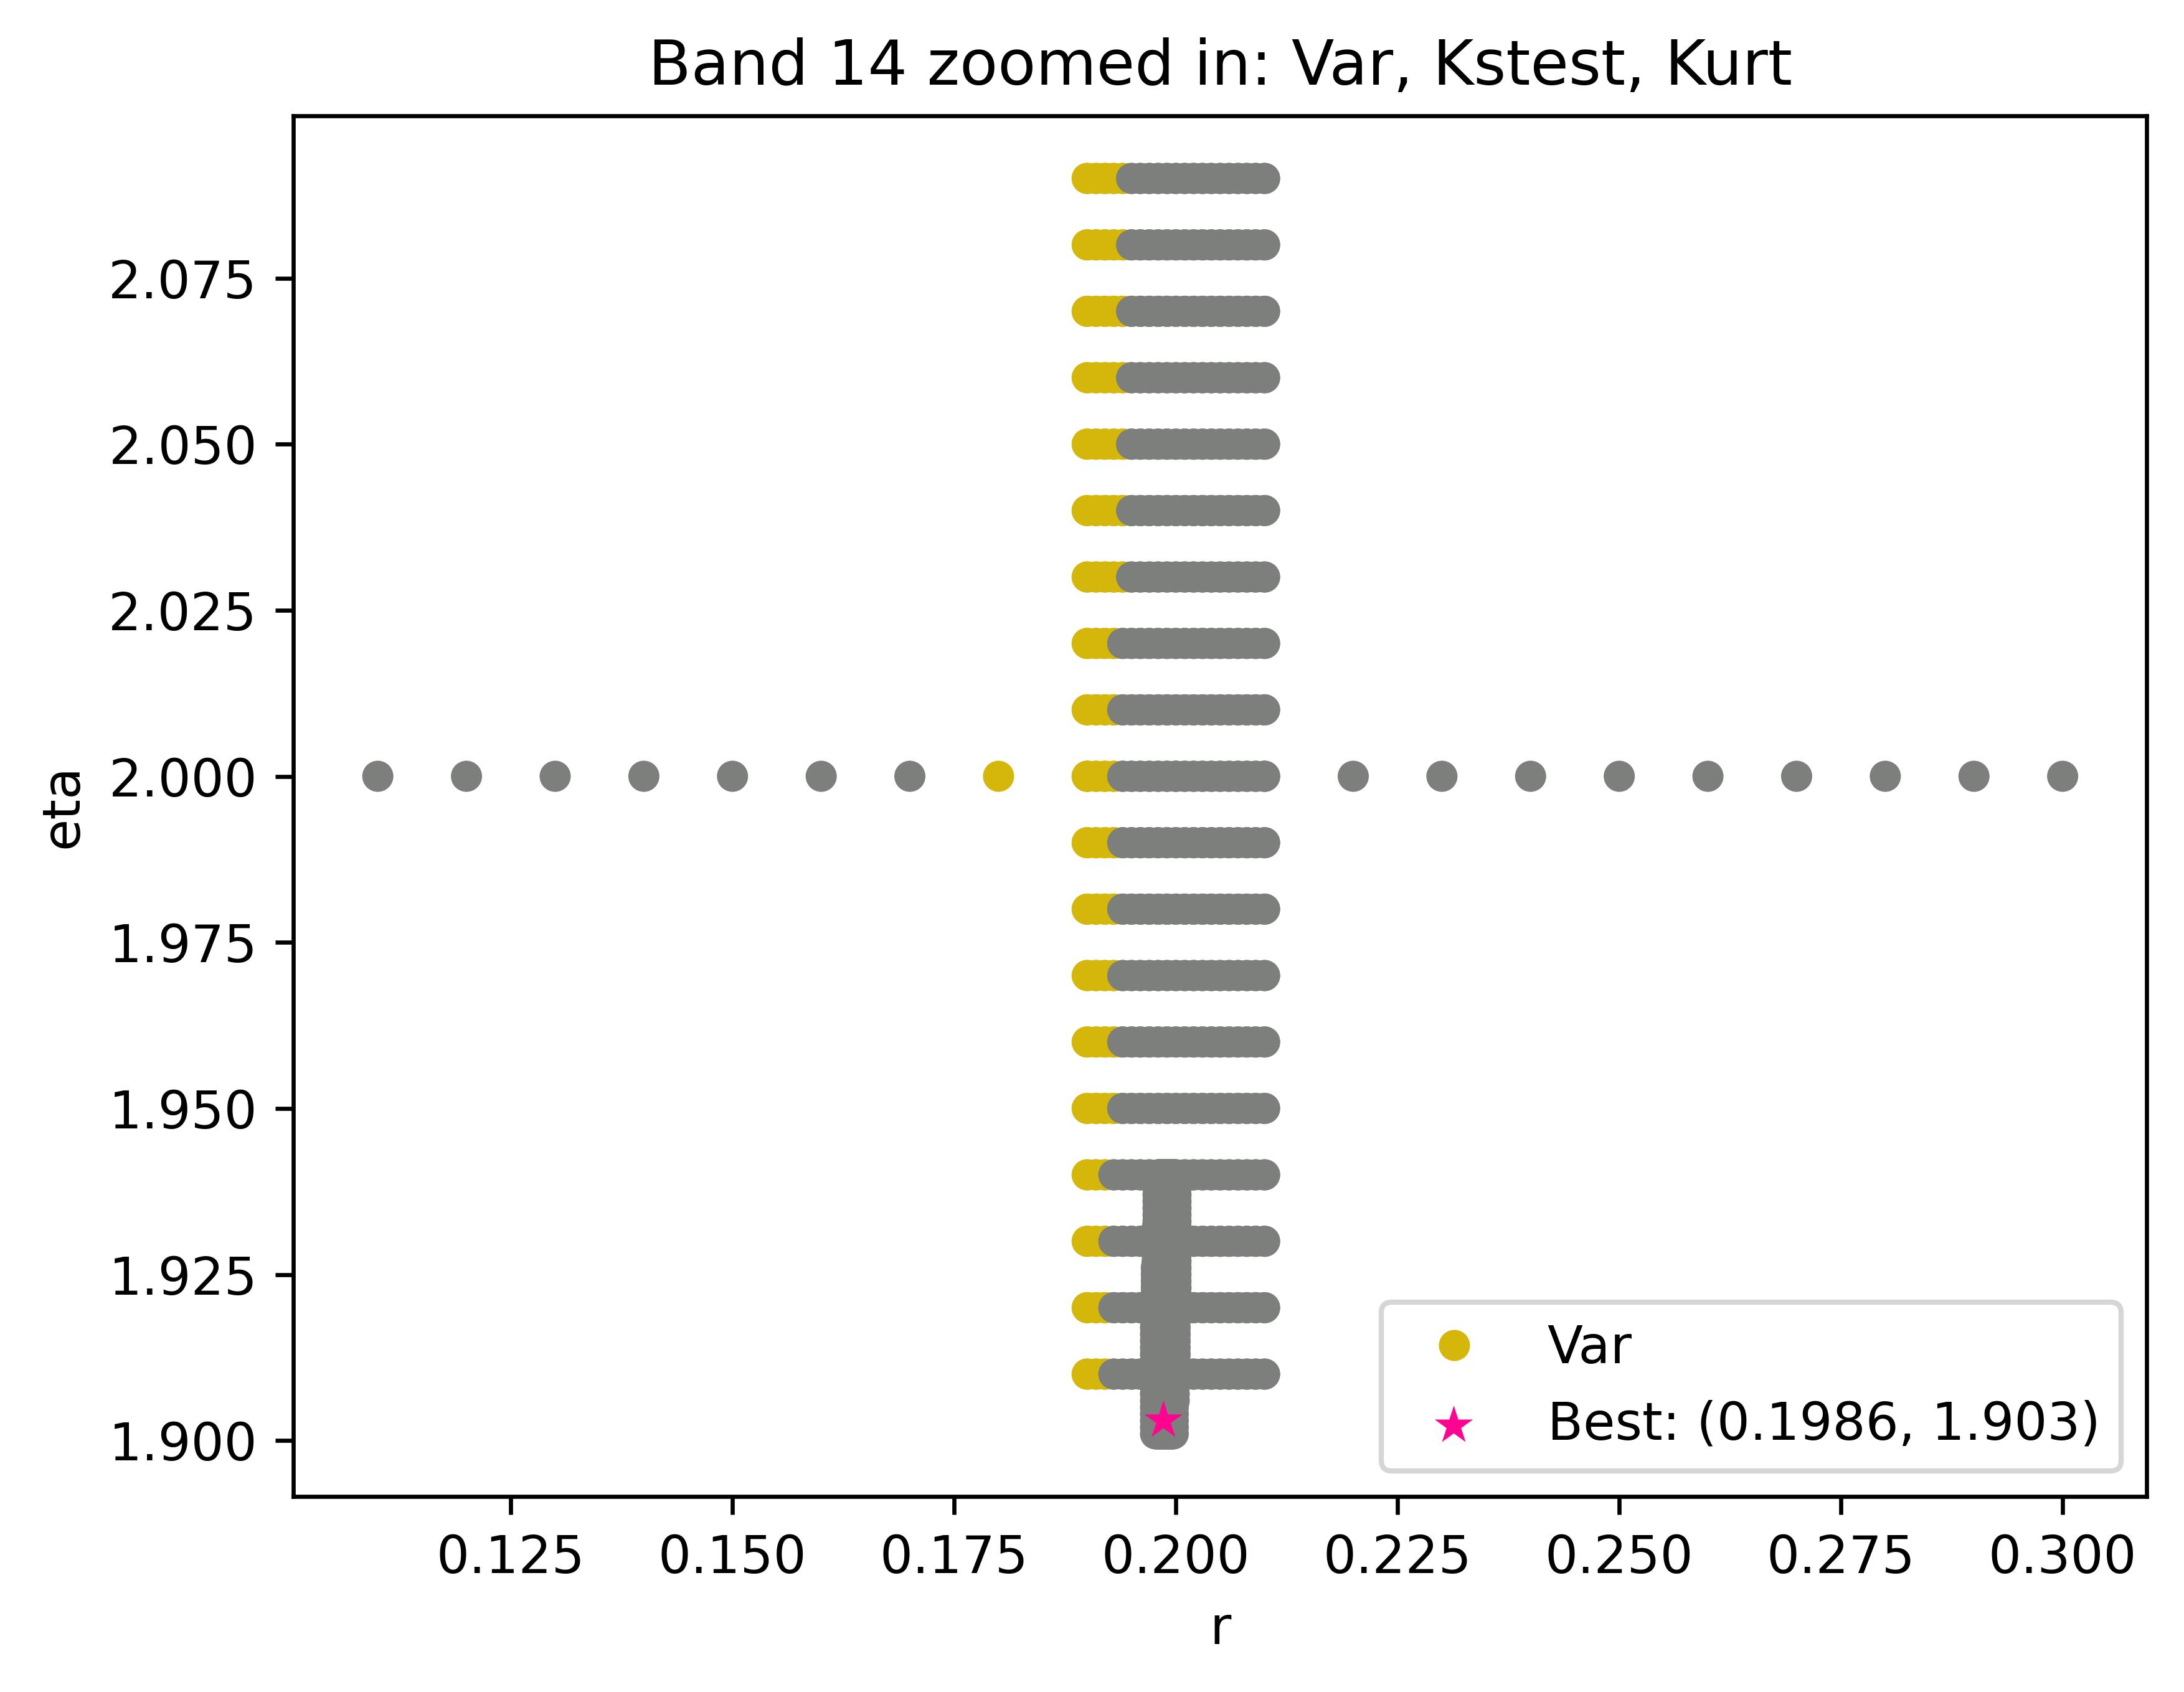 Band 14 zoomed in: Var, Kstest, Kurt
eta
2.075
2.050
2.025
2.000
1.975
1.950
1.925
1.900
Var
Best: (0.1986, 1.903)
0.125 0.150 0.175 0.200 0.225 0.250 0.275 0.300
r